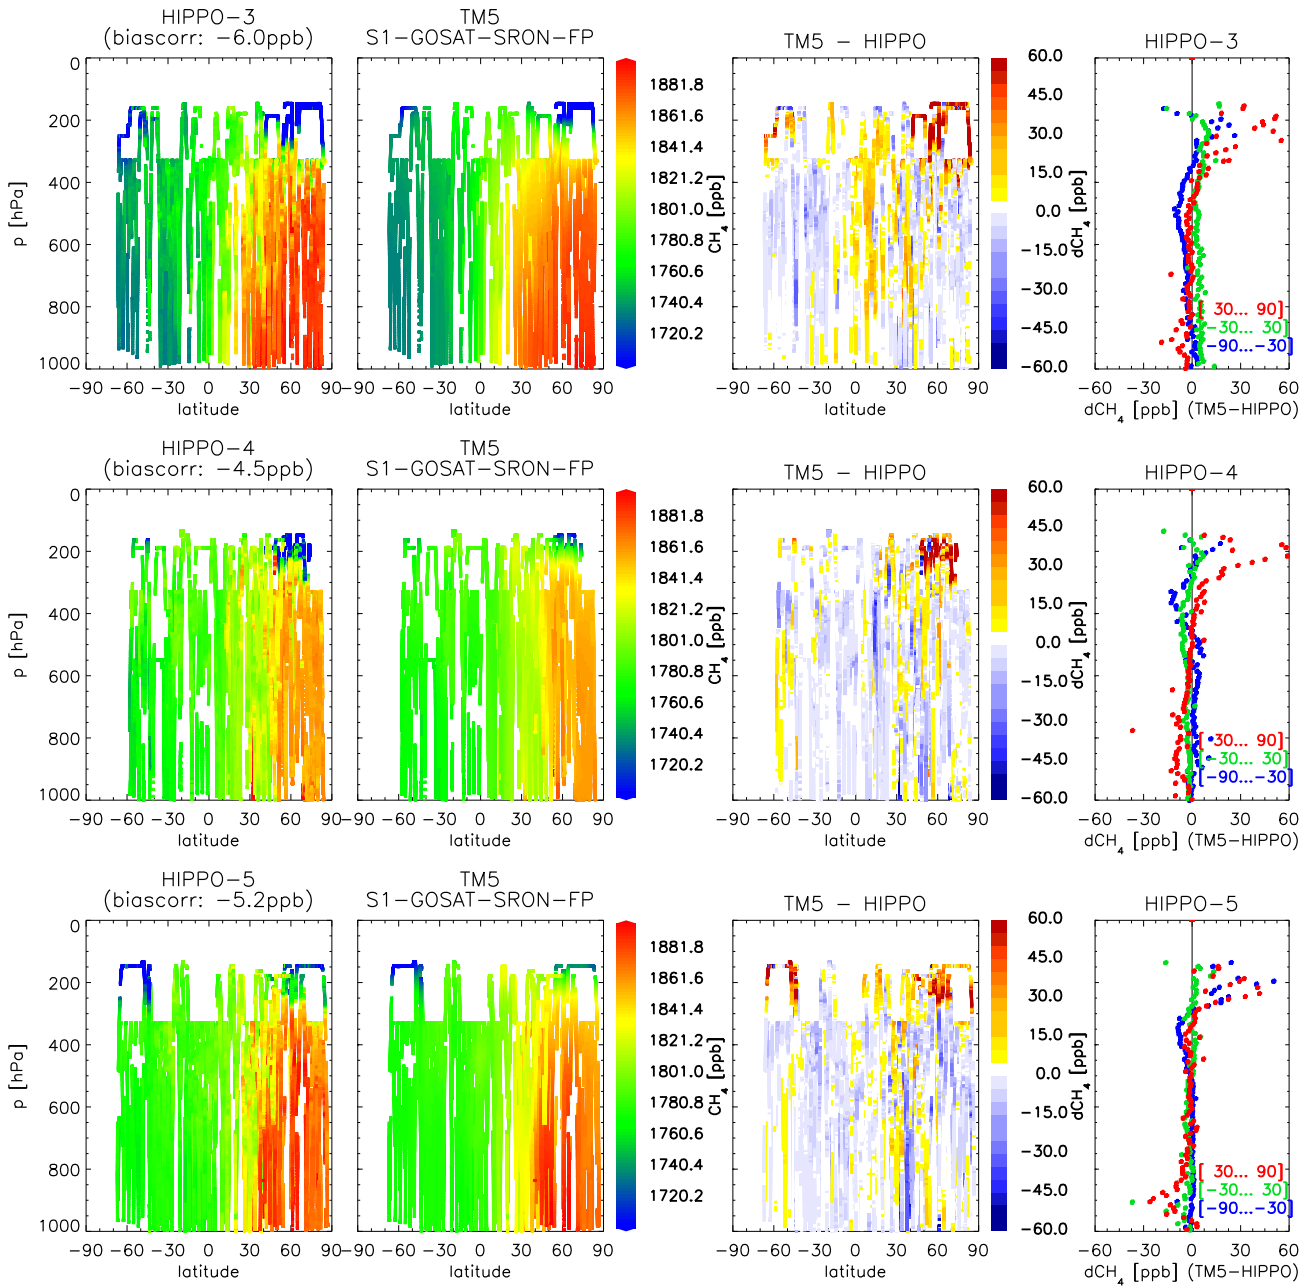 HIPPO-3
(biascorr: -6.0ppb)
TM5
S1-GOSAT-SRON-FP
TM5 - HIPPO
HIPPO-3
0
200
400
600
800
1000
p [hPa]
-90 -60 -30 0 30 60 90
latitude
-90 -60 -30 0 30 60 90
latitude
1881.8
1861.6
1841.4
1821.2
1801.0
1780.8
1760.6
1740.4
1720.2
CH4 [ppb]
-90 -60 -30 0 30 60 90
latitude
60.0
45.0
30.0
15.0
0.0
-15.0
-30.0
-45.0
-60.0
dCH4 [ppb]
30... 90]
-30... 30]
-90...-30]
-60 -30 0 30 60
dCH4 [ppb] (TM5-HIPPO)
HIPPO-4
(biascorr: -4.5ppb)
TM5
S1-GOSAT-SRON-FP
TM5 - HIPPO
HIPPO-4
0
200
400
600
800
1000
p [hPa]
-90 -60 -30 0 30 60 90
latitude
-90 -60 -30 0 30 60 90
latitude
1881.8
1861.6
1841.4
1821.2
1801.0
1780.8
1760.6
1740.4
1720.2
CH4 [ppb]
-90 -60 -30 0 30 60 90
latitude
60.0
45.0
30.0
15.0
0.0
-15.0
-30.0
-45.0
-60.0
dCH4 [ppb]
[ 30... 90]
[-30... 30]
[-90...-30]
-60 -30 0 30 60
dCH4 [ppb] (TM5-HIPPO)
HIPPO-5
(biascorr: -5.2ppb)
TM5
S1-GOSAT-SRON-FP
TM5 - HIPPO
HIPPO-5
0
200
400
600
800
1000
p [hPa]
-90 -60 -30 0 30 60 90
latitude
-90 -60 -30 0 30 60 90
latitude
1881.8
1861.6
1841.4
1821.2
1801.0
1780.8
1760.6
1740.4
1720.2
CH4 [ppb]
-90 -60 -30 0 30 60 90
latitude
60.0
45.0
30.0
15.0
0.0
-15.0
-30.0
-45.0
-60.0
dCH4 [ppb]
[ 30... 90]
[-30... 30]
[-90...-30]
-60 -30 0 30 60
dCH4 [ppb] (TM5-HIPPO)